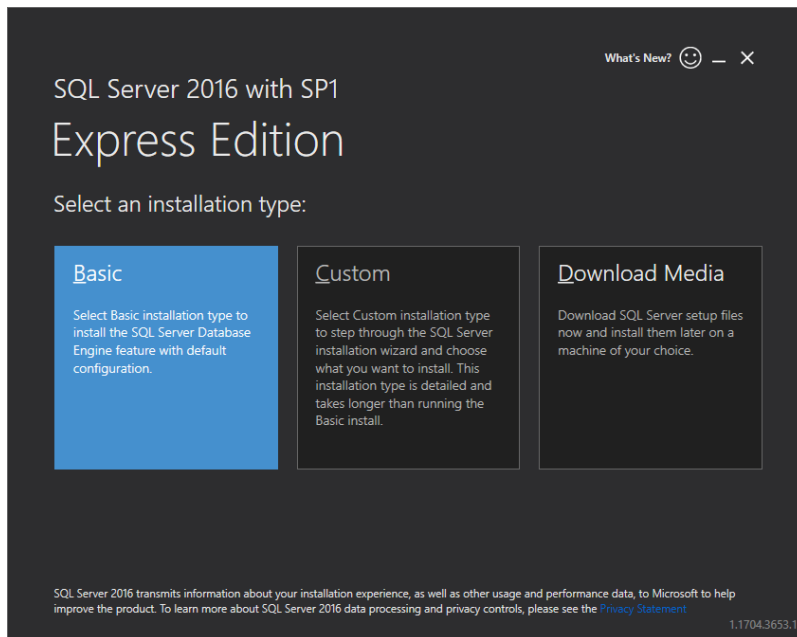 What's New?
SQL Server 2016 with SP1
Express Edition
Select an installation type:
Basic
Select Basic installation type to
install the SQL Server Database
Engine feature with default
configuration.
Custom
Select Custom installation type
to step through the SQL Server
installation wizard and choose
what you want to install. This
installation type is detailed and
takes longer than running the
Basic install.
Download Media
Download SQL Server setup files
now and install them later on a
machine of your choice.
SQL Server 2016 transmits information about your installation experience, as well as other usage and performance data, to Microsoft to help
improve the product. To learn more about SQL Server 2016 data processing and privacy controls, please see the Privacy Statement
1.1704.3653.1